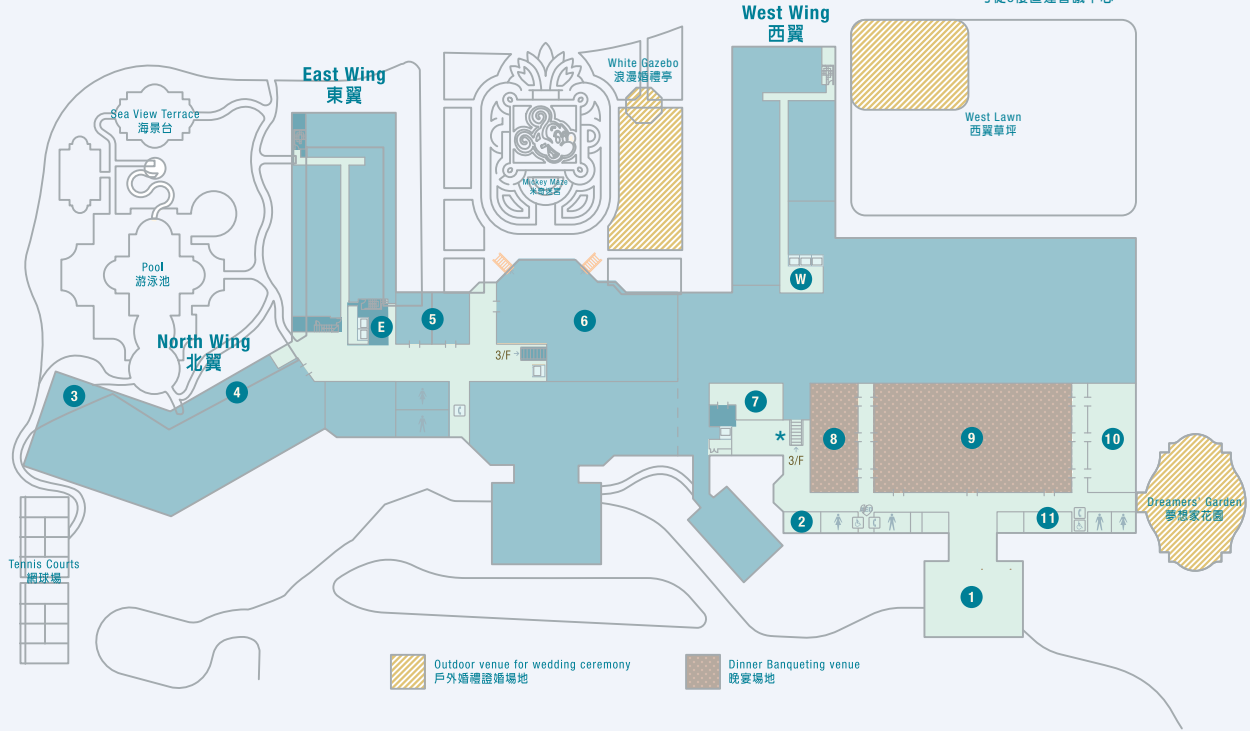 West Wing
西翼
East Wing
東翼
White Gazebo
浪漫婚禮亭
Sea View Terrace
海景台
West Lawn
西翼草坪
Mickey Maze
米奇迷宮
Pool
游泳池
W
5
6
E
North Wing
北翼
3/F
3
4
7
*
3/F
8
9
10
Dreamers' Garden
夢想家花園
2
11
Tennis Courts
網球場
1
Outdoor venue for wedding ceremony
戶外婚禮證婚場地
Dinner Banqueting venue
晚宴場地